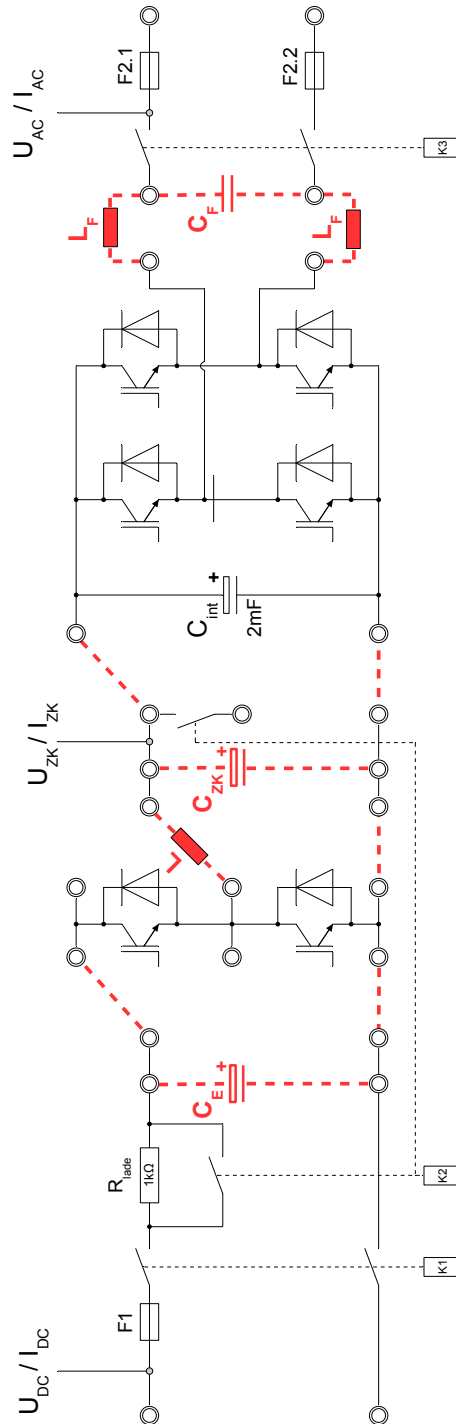 U_DC / I_DC
F1
K1
R_lade
1kΩ
K2
C_E
+
L
C_ZK
+
U_ZK / I_ZK
C_int
+
2mF
L_F
C_F
L_F
K3
U_AC / I_AC
F2.1
F2.2